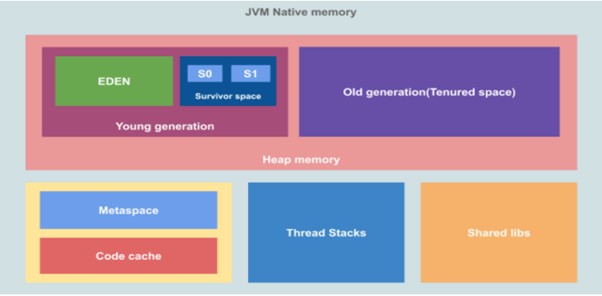 JVM Native memory
EDEN
S0 S1
Survivor space
Young generation
Old generation(Tenured space)
Heap memory
Metaspace
Code cache
Thread Stacks
Shared libs